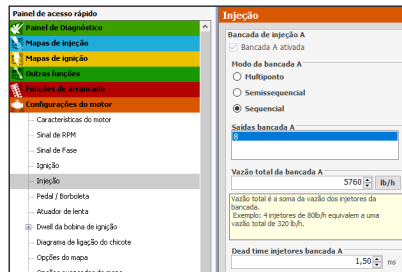 Painel de acesso rápido
Painel de Diagnóstico
Mapas de injeção
Mapas de ignição
Outras funções
Funções de arrancada
Configurações do motor
Características do motor
Sinal de RPM
Sinal de Fase
Ignição
Injeção
Pedal / Borboleta
Atuador de lenta
Dwell da bobina de ignição
Diagrama de ligação do chicote
Opções do mapa
Opções avançadas do mapa
Injeção
Bancada de injeção A
Bancada A ativada
Modo da bancada A
Multiponto
Semissequencial
Sequencial
Saídas bancada A
8
Vazão total da bancada A
5760 lb/h
Vazão total é a soma da vazão dos injetores da
bancada.
Exemplo: 4 injetores de 80lb/h equivalem a uma
vazão total de 320 lb/h.
Dead time injetores bancada A
1,50 ms